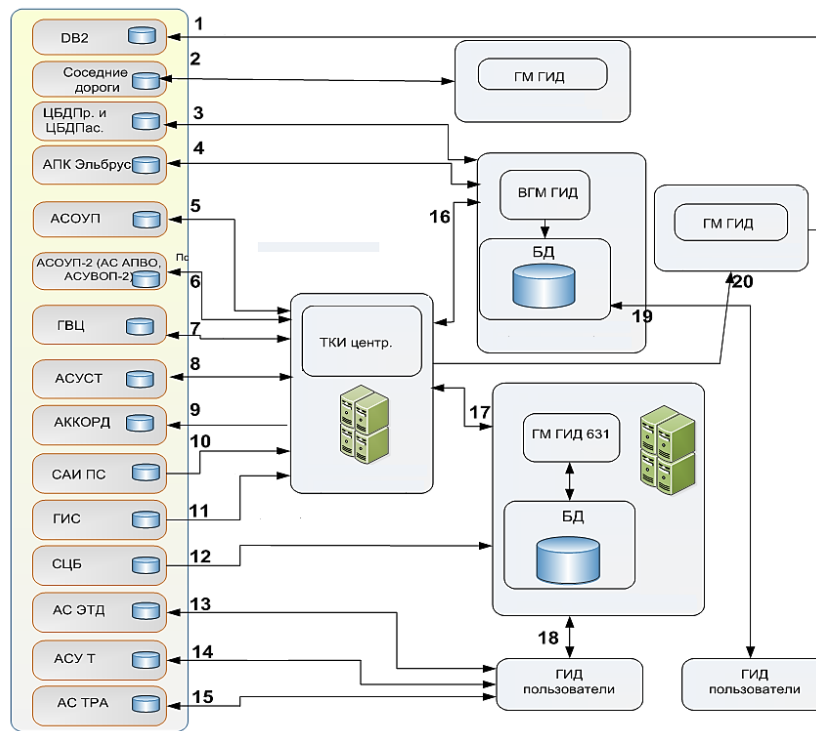 1
DB2
2
Соседние
дороги
ГМ ГИД
3
ЦБДПр. и
ЦБДПас.
4
АПК Эльбрус
ВГМ ГИД
БД
16
19
ГМ ГИД
20
5
АСОУП
По
АСОУП-2 (АС АПВО,
АСУВОП-2)
6
7
ГВЦ
ТКИ центр.
8
АСУСТ
9
АККОРД
17
ГМ ГИД 631
10
САИ ПС
11
ГИС
БД
12
СЦБ
13
АС ЭТД
18
14
АСУ Т
ГИД
пользователи
ГИД
пользователи
15
АС ТРА